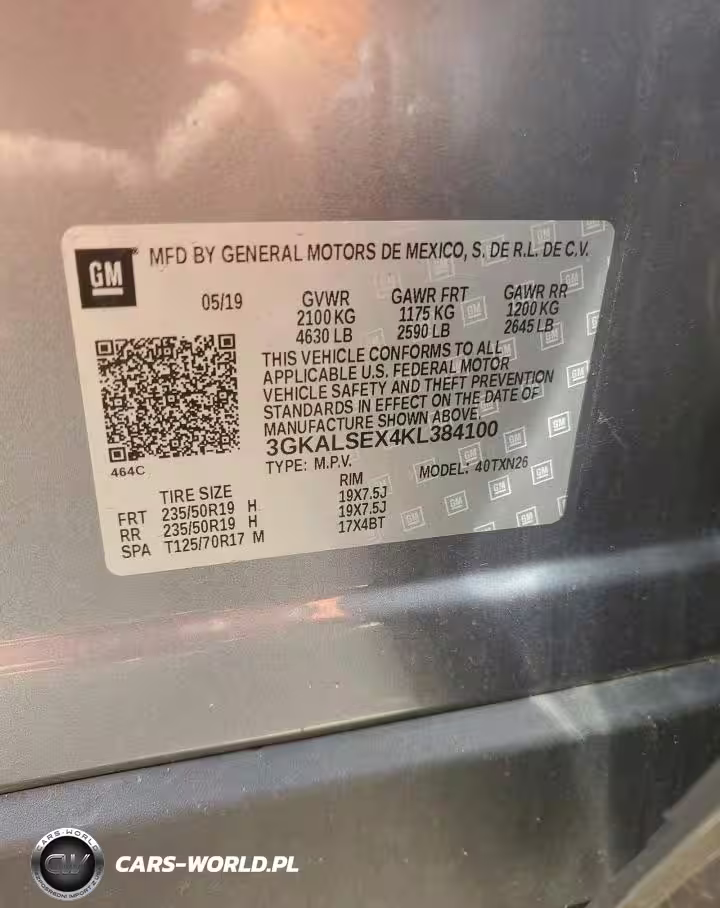 GM
MFD BY GENERAL MOTORS DE MEXICO, S. DE R.L. DE C.V.
05/19 GVWR GAWR FRT GAWR RR
2100 KG 1175 KG 1200 KG
4630 LB 2590 LB 2645 LB
THIS VEHICLE CONFORMS TO ALL
APPLICABLE U.S. FEDERAL MOTOR
VEHICLE SAFETY AND THEFT PREVENTION
STANDARDS IN EFFECT ON THE DATE OF
MANUFACTURE SHOWN ABOVE.
3GKALSEX4KL384100
464C
TYPE: M.P.V. MODEL: 40TXN26
TIRE SIZE RIM
FRT 235/50R19 H 19X7.5J
RR 235/50R19 H 19X7.5J
SPA T125/70R17 M 17X4BT
CARS-WORLD
CW
CARS-WORLD.PL